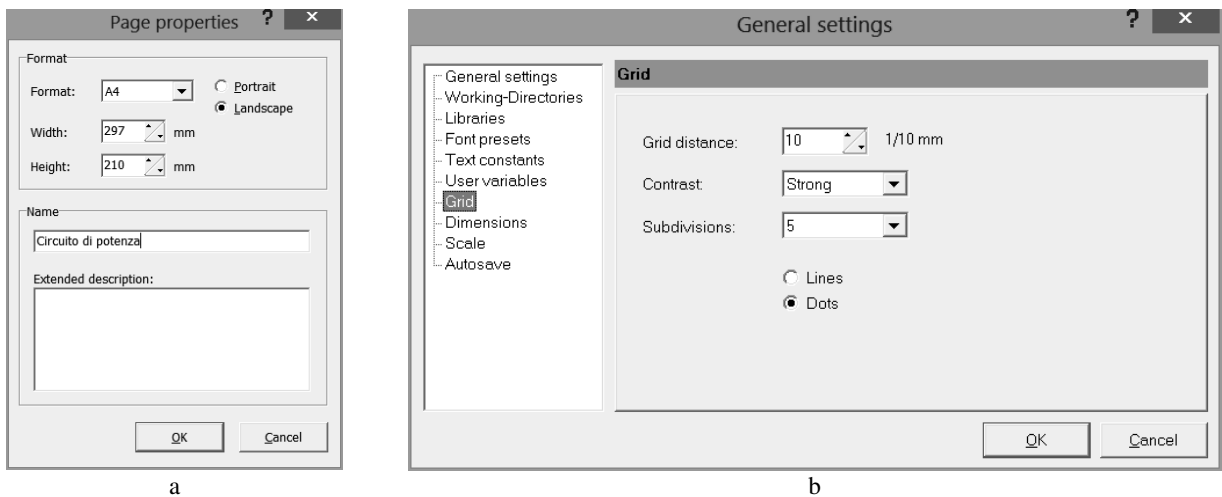 Page properties ? ×
Format
Format: A4 Portrait
Landscape
Width: 297 mm
Height: 210 mm
Name
Circuito di potenza
Extended description:
OK Cancel
a
General settings ? ×
General settings
Working-Directories
Libraries
Font presets
Text constants
User variables
Grid
Dimensions
Scale
Autosave
Grid
Grid distance: 10 1/10 mm
Contrast: Strong
Subdivisions: 5
Lines
Dots
OK Cancel
b